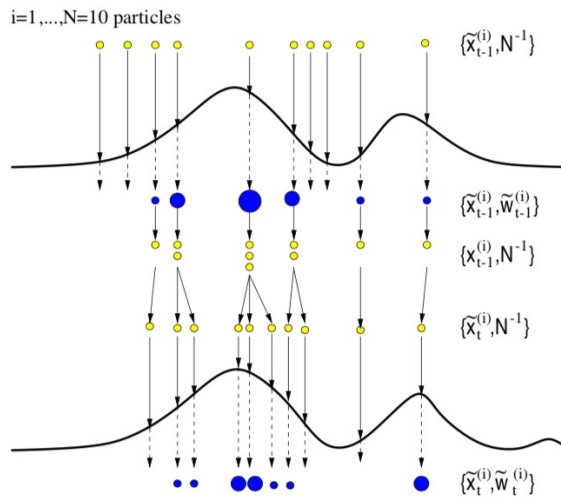 i=1,...,N=10 particles
{x̃_{t-1}^{(i)},N^{-1}}
{x̃_{t-1}^{(i)},w̃_{t-1}^{(i)}}
{x_{t-1}^{(i)},N^{-1}}
{x̃_t^{(i)},N^{-1}}
{x̃_t^{(i)},w̃_t^{(i)}}